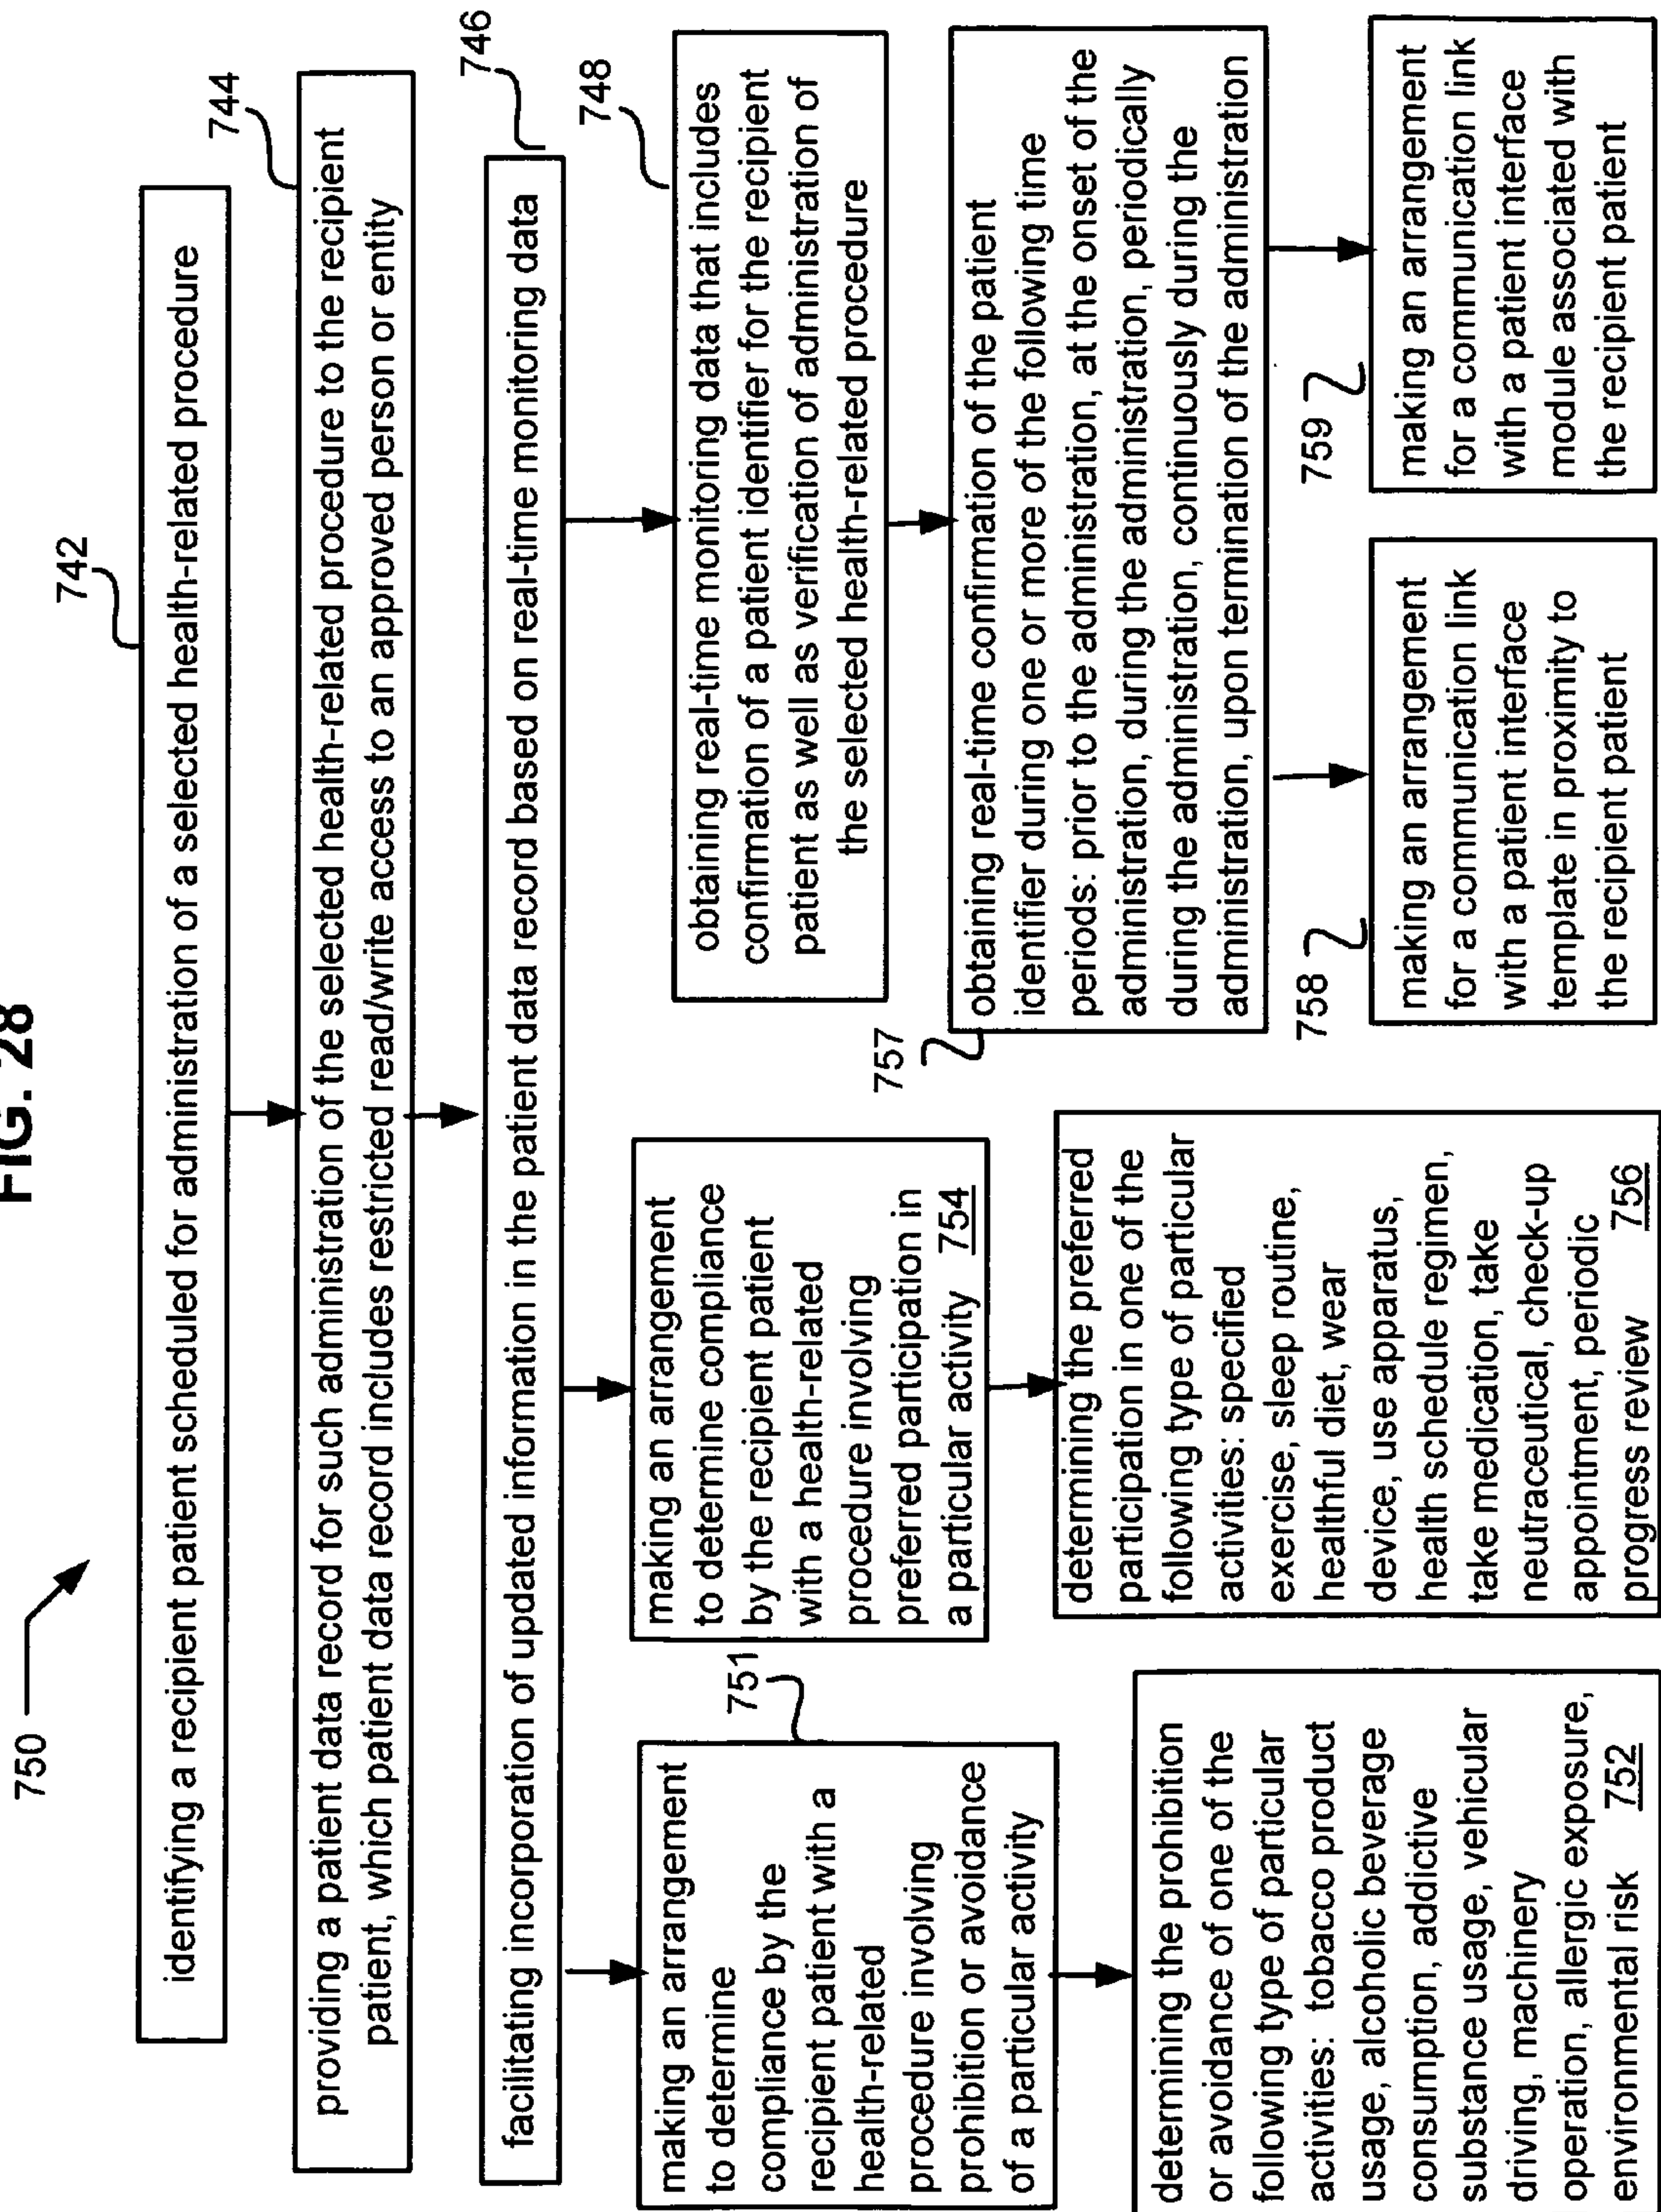 FIG. 28
750
742
identifying a recipient patient scheduled for administration of a selected health-related procedure
744
providing a patient data record for such administration of the selected health-related procedure to the recipient
patient, which patient data record includes restricted read/write access to an approved person or entity
746
facilitating incorporation of updated information in the patient data record based on real-time monitoring data
751
making an arrangement
to determine
compliance by the
recipient patient with a
health-related
procedure involving
prohibition or avoidance
of a particular activity
determining the prohibition
or avoidance of one of the
following type of particular
activities: tobacco product
usage, alcoholic beverage
consumption, addictive
substance usage, vehicular
driving, machinery
operation, allergic exposure,
environmental risk 752
making an arrangement
to determine compliance
by the recipient patient
with a health-related
procedure involving
preferred participation in
a particular activity 754
determining the preferred
participation in one of the
following type of particular
activities: specified
exercise, sleep routine,
healthful diet, wear
device, use apparatus,
health schedule regimen,
take medication, take
neutraceutical, check-up
appointment, periodic
progress review 756
748
obtaining real-time monitoring data that includes
confirmation of a patient identifier for the recipient
patient as well as verification of administration of
the selected health-related procedure
757
obtaining real-time confirmation of the patient
identifier during one or more of the following time
periods: prior to the administration, at the onset of the
administration, during the administration, periodically
during the administration, continuously during the
administration, upon termination of the administration
758
making an arrangement
for a communication link
with a patient interface
template in proximity to
the recipient patient
759
making an arrangement
for a communication link
with a patient interface
module associated with
the recipient patient